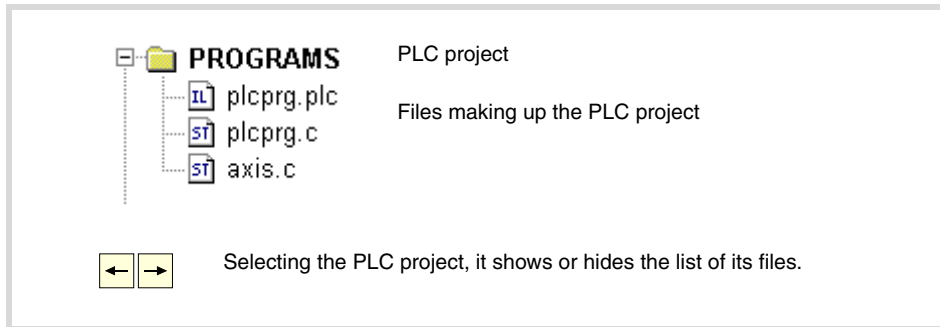 PROGRAMS PLC project
IL plcprg.plc
Files making up the PLC project
ST plcprg.c
ST axis.c
Selecting the PLC project, it shows or hides the list of its files.